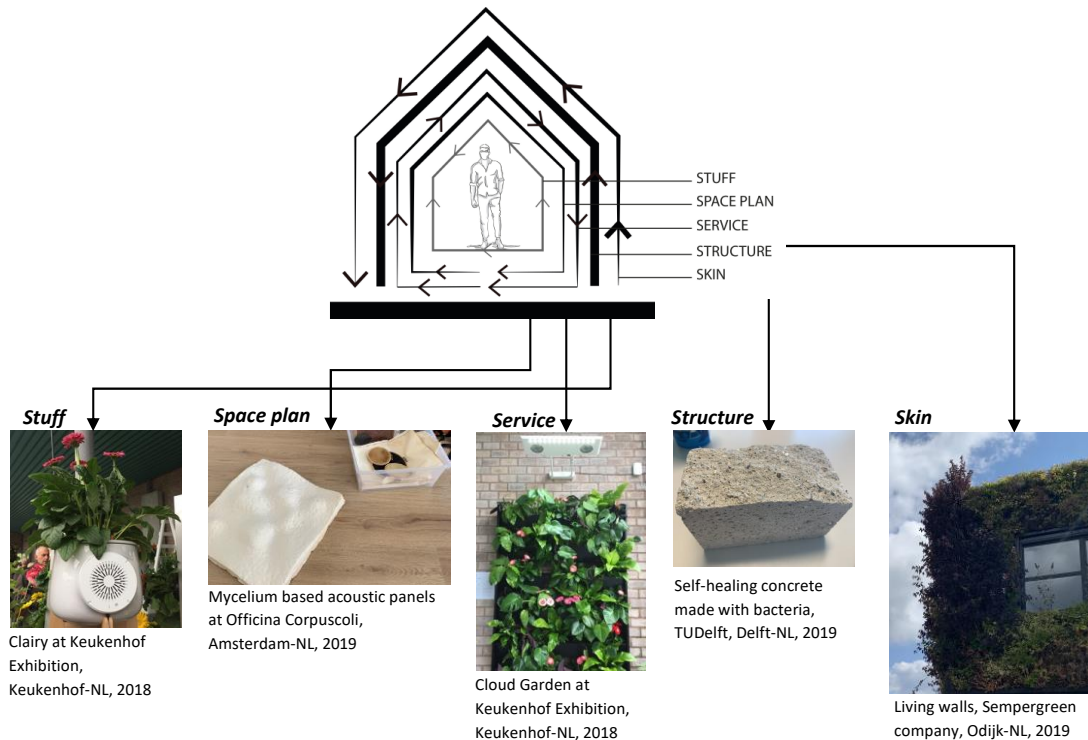 STUFF
SPACE PLAN
SERVICE
STRUCTURE
SKIN
Stuff
Clairy at Keukenhof
Exhibition,
Keukenhof-NL, 2018
Space plan
Mycelium based acoustic panels
at Officina Corpuscoli,
Amsterdam-NL, 2019
Service
Cloud Garden at
Keukenhof Exhibition,
Keukenhof-NL, 2018
Structure
Self-healing concrete
made with bacteria,
TUDelft, Delft-NL, 2019
Skin
Living walls, Sempergreen
company, Odijk-NL, 2019